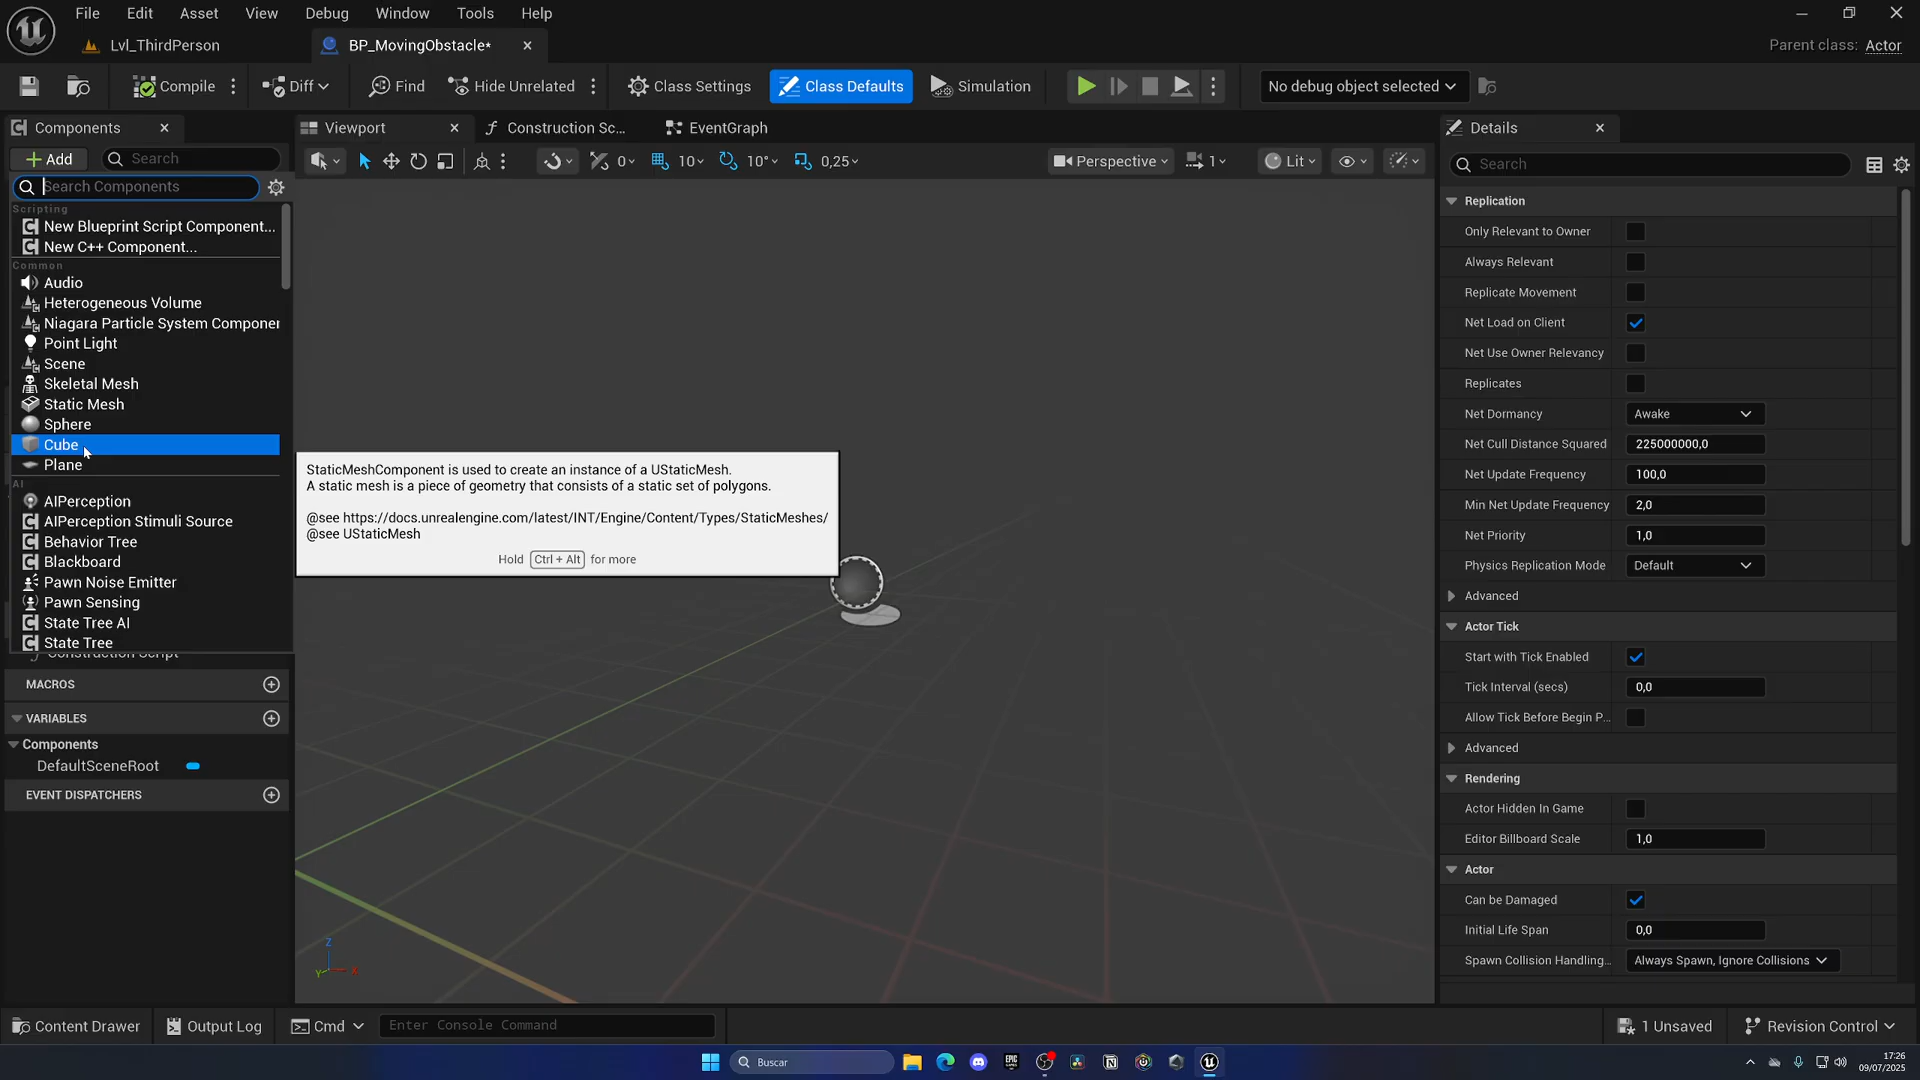 File Edit Asset View Debug Window Tools Help
Lvl_ThirdPerson
BP_MovingObstacle*
Parent class: Actor
Compile
Diff
Find
Hide Unrelated
Class Settings
Class Defaults
Simulation
No debug object selected
Components
Viewport
Construction Sc...
EventGraph
Details
Add
Search
0
10
10°
0,25
Perspective
1
Lit
Search
Search Components
Scripting
New Blueprint Script Component...
New C++ Component...
Common
Audio
Heterogeneous Volume
Niagara Particle System Componen
Point Light
Scene
Skeletal Mesh
Static Mesh
Sphere
Cube
Plane
AI
AIPerception
AIPerception Stimuli Source
Behavior Tree
Blackboard
Pawn Noise Emitter
Pawn Sensing
State Tree AI
State Tree
Construction Script
MACROS
VARIABLES
Components
DefaultSceneRoot
EVENT DISPATCHERS
StaticMeshComponent is used to create an instance of a UStaticMesh.
A static mesh is a piece of geometry that consists of a static set of polygons.
@see https://docs.unrealengine.com/latest/INT/Engine/Content/Types/StaticMeshes/
@see UStaticMesh
Hold Ctrl + Alt for more
Z
Y
X
Replication
Only Relevant to Owner
Always Relevant
Replicate Movement
Net Load on Client
Net Use Owner Relevancy
Replicates
Net Dormancy Awake
Net Cull Distance Squared 225000000,0
Net Update Frequency 100,0
Min Net Update Frequency 2,0
Net Priority 1,0
Physics Replication Mode Default
Advanced
Actor Tick
Start with Tick Enabled
Tick Interval (secs) 0,0
Allow Tick Before Begin P...
Advanced
Rendering
Actor Hidden In Game
Editor Billboard Scale 1,0
Actor
Can be Damaged
Initial Life Span 0,0
Spawn Collision Handling... Always Spawn, Ignore Collisions
Content Drawer
Output Log
Cmd
Enter Console Command
1 Unsaved
Revision Control
Buscar
EPIC
17:26
09/07/2025